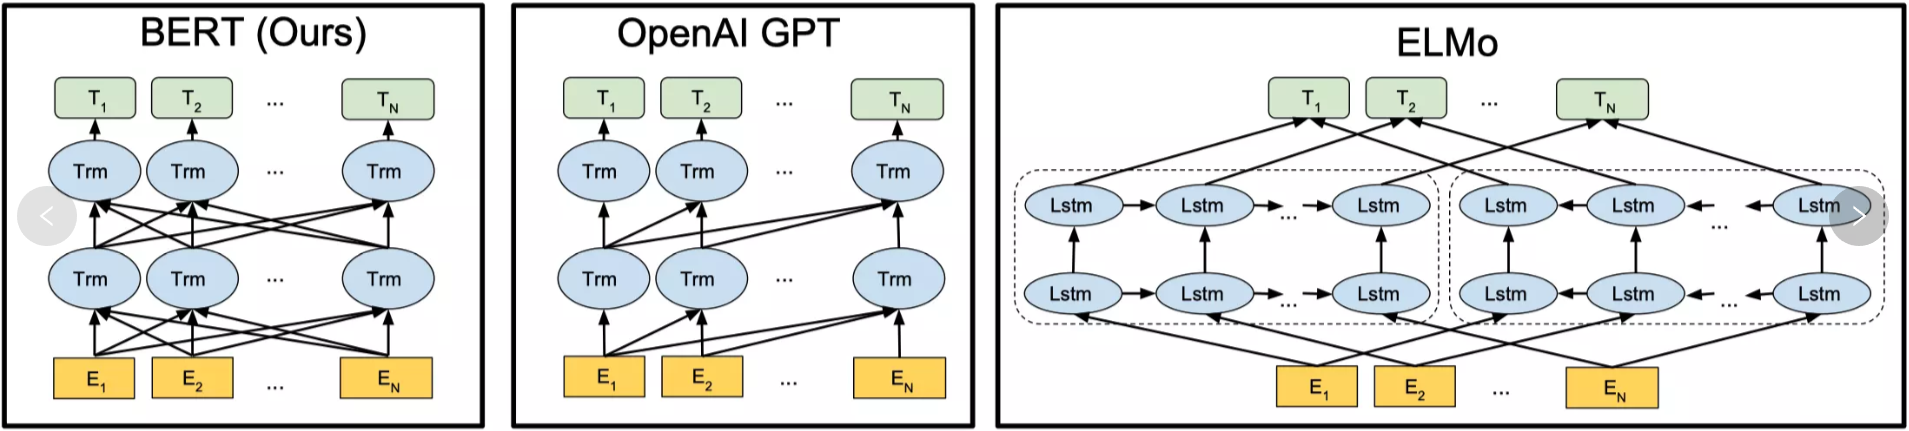 BERT (Ours)
T1 T2 ... TN
Trm Trm ... Trm
Trm Trm ... Trm
E1 E2 ... EN
OpenAI GPT
T1 T2 ... TN
Trm Trm ... Trm
Trm Trm ... Trm
E1 E2 ... EN
ELMo
T1 T2 ... TN
Lstm Lstm ... Lstm Lstm Lstm ... Lstm
Lstm Lstm ... Lstm Lstm Lstm ... Lstm
E1 E2 ... EN